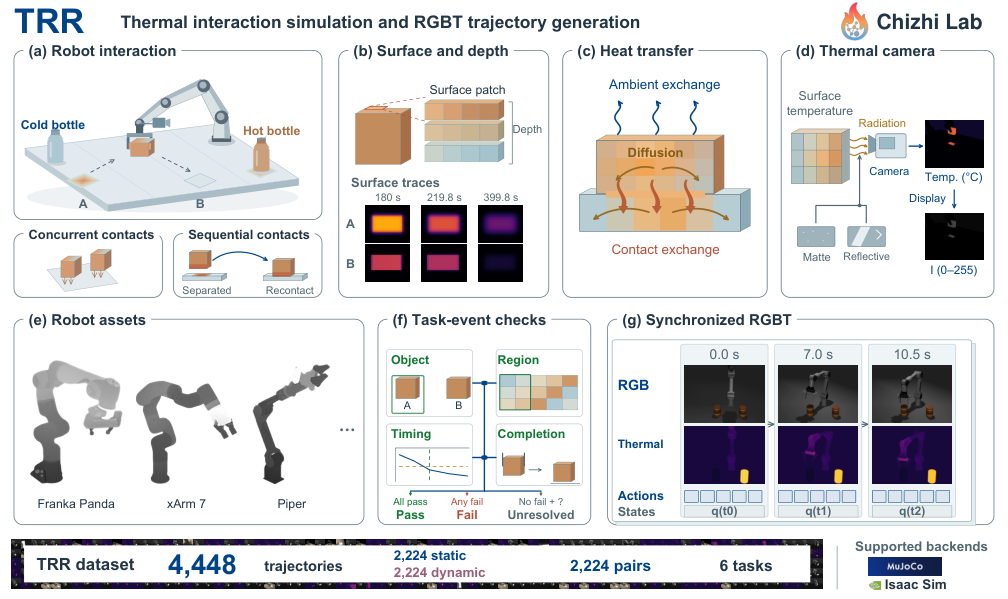 TRR Thermal interaction simulation and RGBT trajectory generation Chizhi Lab
(a) Robot interaction
Cold bottle
Hot bottle
A B
Concurrent contacts
Sequential contacts
Separated Recontact
(b) Surface and depth
Surface patch
Depth
Surface traces
180 s 219.8 s 399.8 s
A
B
(c) Heat transfer
Ambient exchange
Diffusion
Contact exchange
(d) Thermal camera
Surface
temperature
Radiation
Camera
Temp. (°C)
Display
Matte Reflective
I (0–255)
(e) Robot assets
...
Franka Panda xArm 7 Piper
(f) Task-event checks
Object Region
A B
Timing Completion
All pass Any fail No fail + ?
Pass Fail Unresolved
(g) Synchronized RGBT
0.0 s 7.0 s 10.5 s
RGB
Thermal
Actions
States q(t0) q(t1) q(t2)
TRR dataset 4,448 trajectories
2,224 static
2,224 dynamic
2,224 pairs 6 tasks
Supported backends
MuJoCo
Isaac Sim